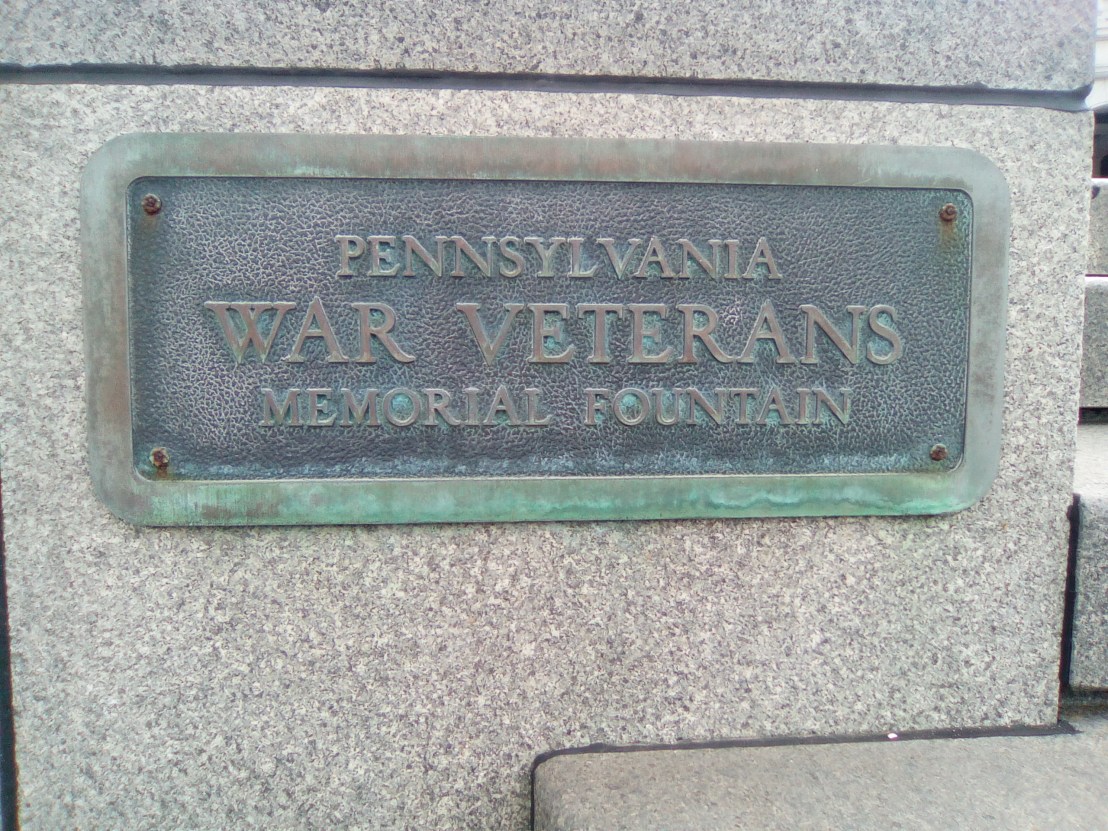 PENNSYLVANIA
WAR VETERANS
MEMORIAL FOUNTAIN